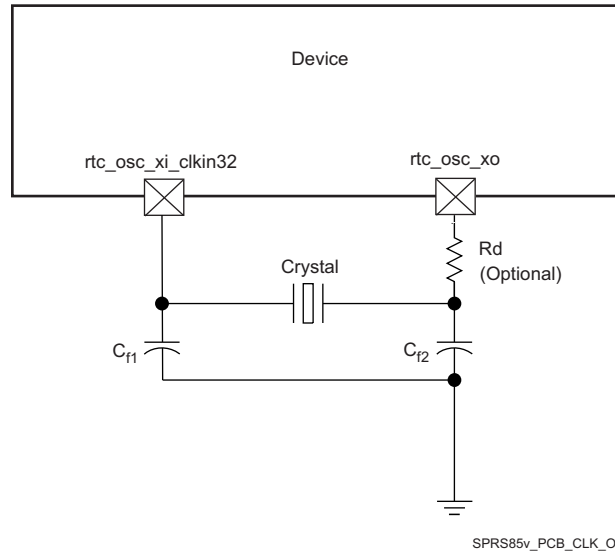 Device
rtc_osc_xi_clkin32
rtc_osc_xo
Rd
(Optional)
Crystal
Cf1
Cf2
SPRS85v_PCB_CLK_O